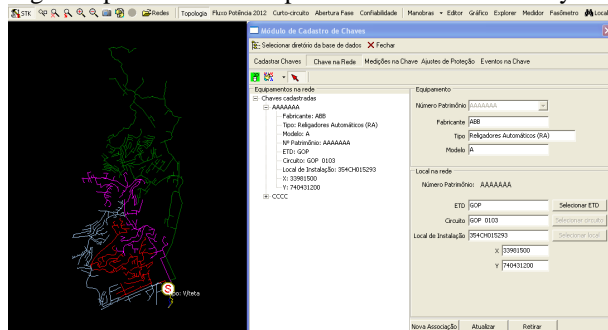 STK
Redes
Topologia Fluxo Potência 2012 Curto-circuito Abertura Fase Confiabilidade Manobras Editor Gráfico Explorer Medidor Fasômetro Local
Módulo de Cadastro de Chaves
Selecionar diretório da base de dados Fechar
Cadastrar Chaves Chave na Rede Medições na Chave Ajustes de Proteção Eventos na Chave
Equipamentos na rede
Chaves cadastradas
AAAAAAA
Fabricante: ABB
Tipo: Religadores Automáticos (RA)
Modelo: A
Nº Patrimônio: AAAAAAA
ETD: GOP
Circuito: GOP 0103
Local de Instalação: 354CH015293
X: 33981500
Y: 740431200
CCCC
Equipamento
Número Patrimônio AAAAAAA
Fabricante ABB
Tipo Religadores Automáticos (RA)
Modelo A
Local na rede
Número Patrimônio: AAAAAAA
ETD GOP Selecionar ETD
Circuito GOP 0103 Selecionar circuito
Local de Instalação 354CH015293 Selecionar local
X 33981500
Y 740431200
Nova Associação Atualizar Retirar
S
V/teta